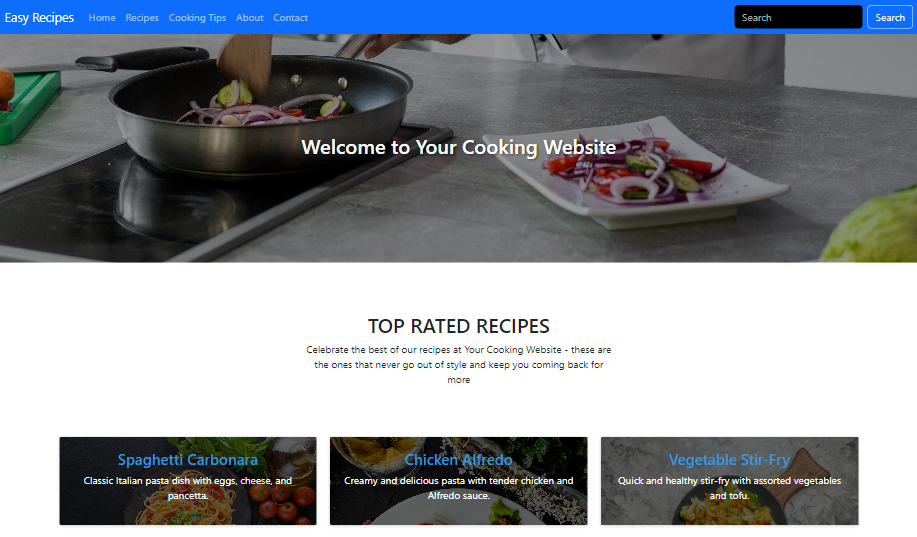 Easy Recipes Home Recipes Cooking Tips About Contact Search Search
Welcome to Your Cooking Website
TOP RATED RECIPES
Celebrate the best of our recipes at Your Cooking Website - these are
the ones that never go out of style and keep you coming back for
more
Spaghetti Carbonara
Classic Italian pasta dish with eggs, cheese, and
pancetta.
Chicken Alfredo
Creamy and delicious pasta with tender chicken and
Alfredo sauce.
Vegetable Stir-Fry
Quick and healthy stir-fry with assorted vegetables
and tofu.